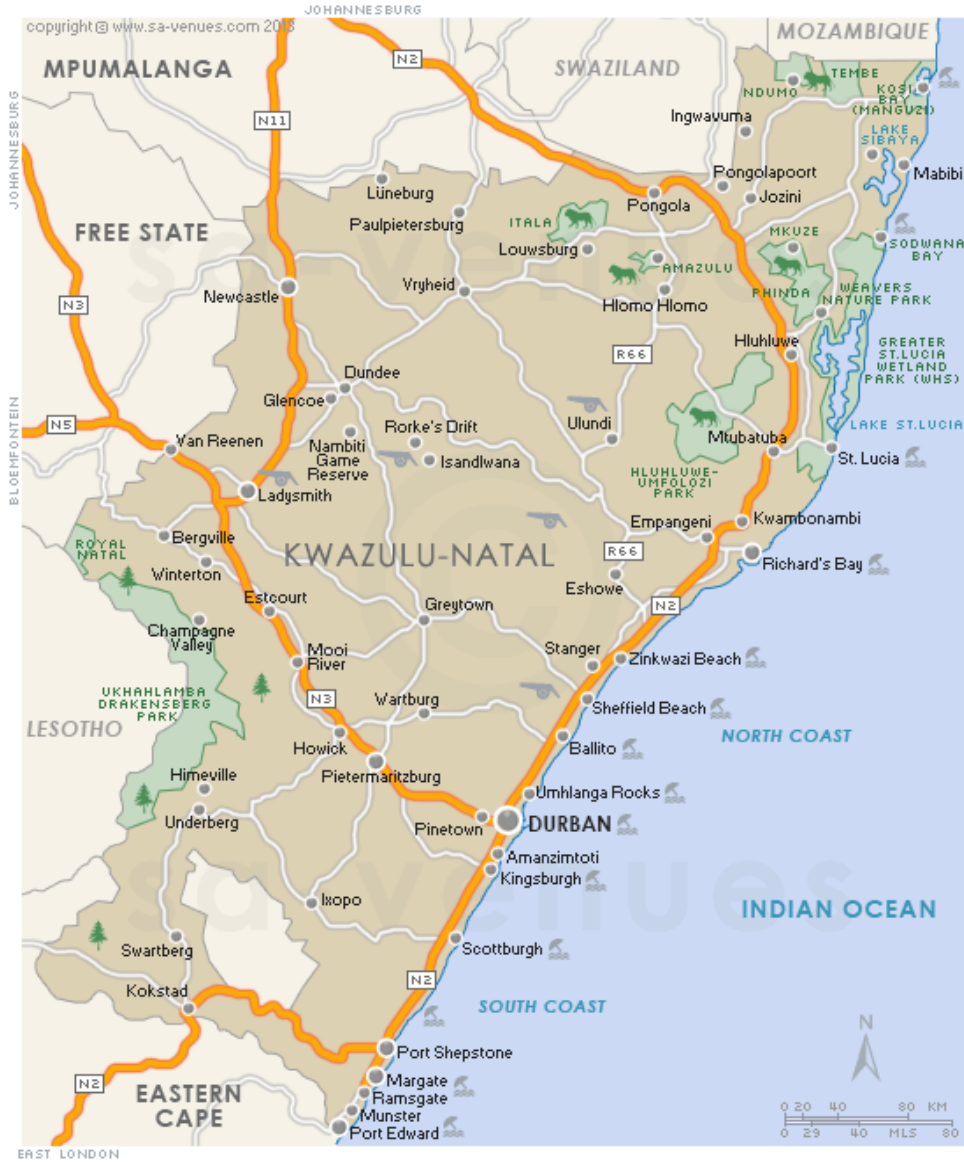 JOHANNESBURG
copyright © www.sa-venues.com 2013
MOZAMBIQUE
MPUMALANGA
N2
SWAZILAND
TEMBE
NDUMO
KOSI
BAY
(MANGUZI)
JOHANNESBURG
N11
Ingwavuma
LAKE
SIBAYA
Lüneburg
Pongolapoort
Mabibi
Pongola
Jozini
Paulpietersburg
ITALA
FREE STATE
Louwsburg
MKUZE
SODWANA
BAY
AMAZULU
Vryheid
PHINDA
WEAVERS
NATURE PARK
Newcastle
Hlomo Hlomo
N3
Hluhluwe
R66
GREATER
ST.LUCIA
WETLAND
PARK (WHS)
Dundee
Glencoe
BLOEMFONTEIN
N5
Ulundi
LAKE ST.LUCIA
Rorke's Drift
Van Reenen
Nambiti
Game
Reserve
Mtubatuba
Isandlwana
St. Lucia
HLUHLUWE-
UMFOLOZI
PARK
Ladysmith
Kwambonambi
Empangeni
Bergville
ROYAL
NATAL
KWAZULU-NATAL
R66
Richard's Bay
Winterton
Eshowe
Estcourt
Greytown
N2
Champagne
Valley
Mooi
River
Stanger
Zinkwazi Beach
UKHAHLAMBA
DRAKENSBERG
PARK
N3
Wartburg
Sheffield Beach
LESOTHO
NORTH COAST
Howick
Ballito
Pietermaritzburg
Himeville
Umhlanga Rocks
Underberg
Pinetown
DURBAN
Amanzimtoti
Kingsburgh
sa-venues
sa-venues
Ixopo
INDIAN OCEAN
Swartberg
Scottburgh
N2
Kokstad
SOUTH COAST
N
Port Shepstone
N2
EASTERN
CAPE
Margate
Ramsgate
Munster
Port Edward
0 20 40 80 KM
0 29 40 MLS 80
EAST LONDON